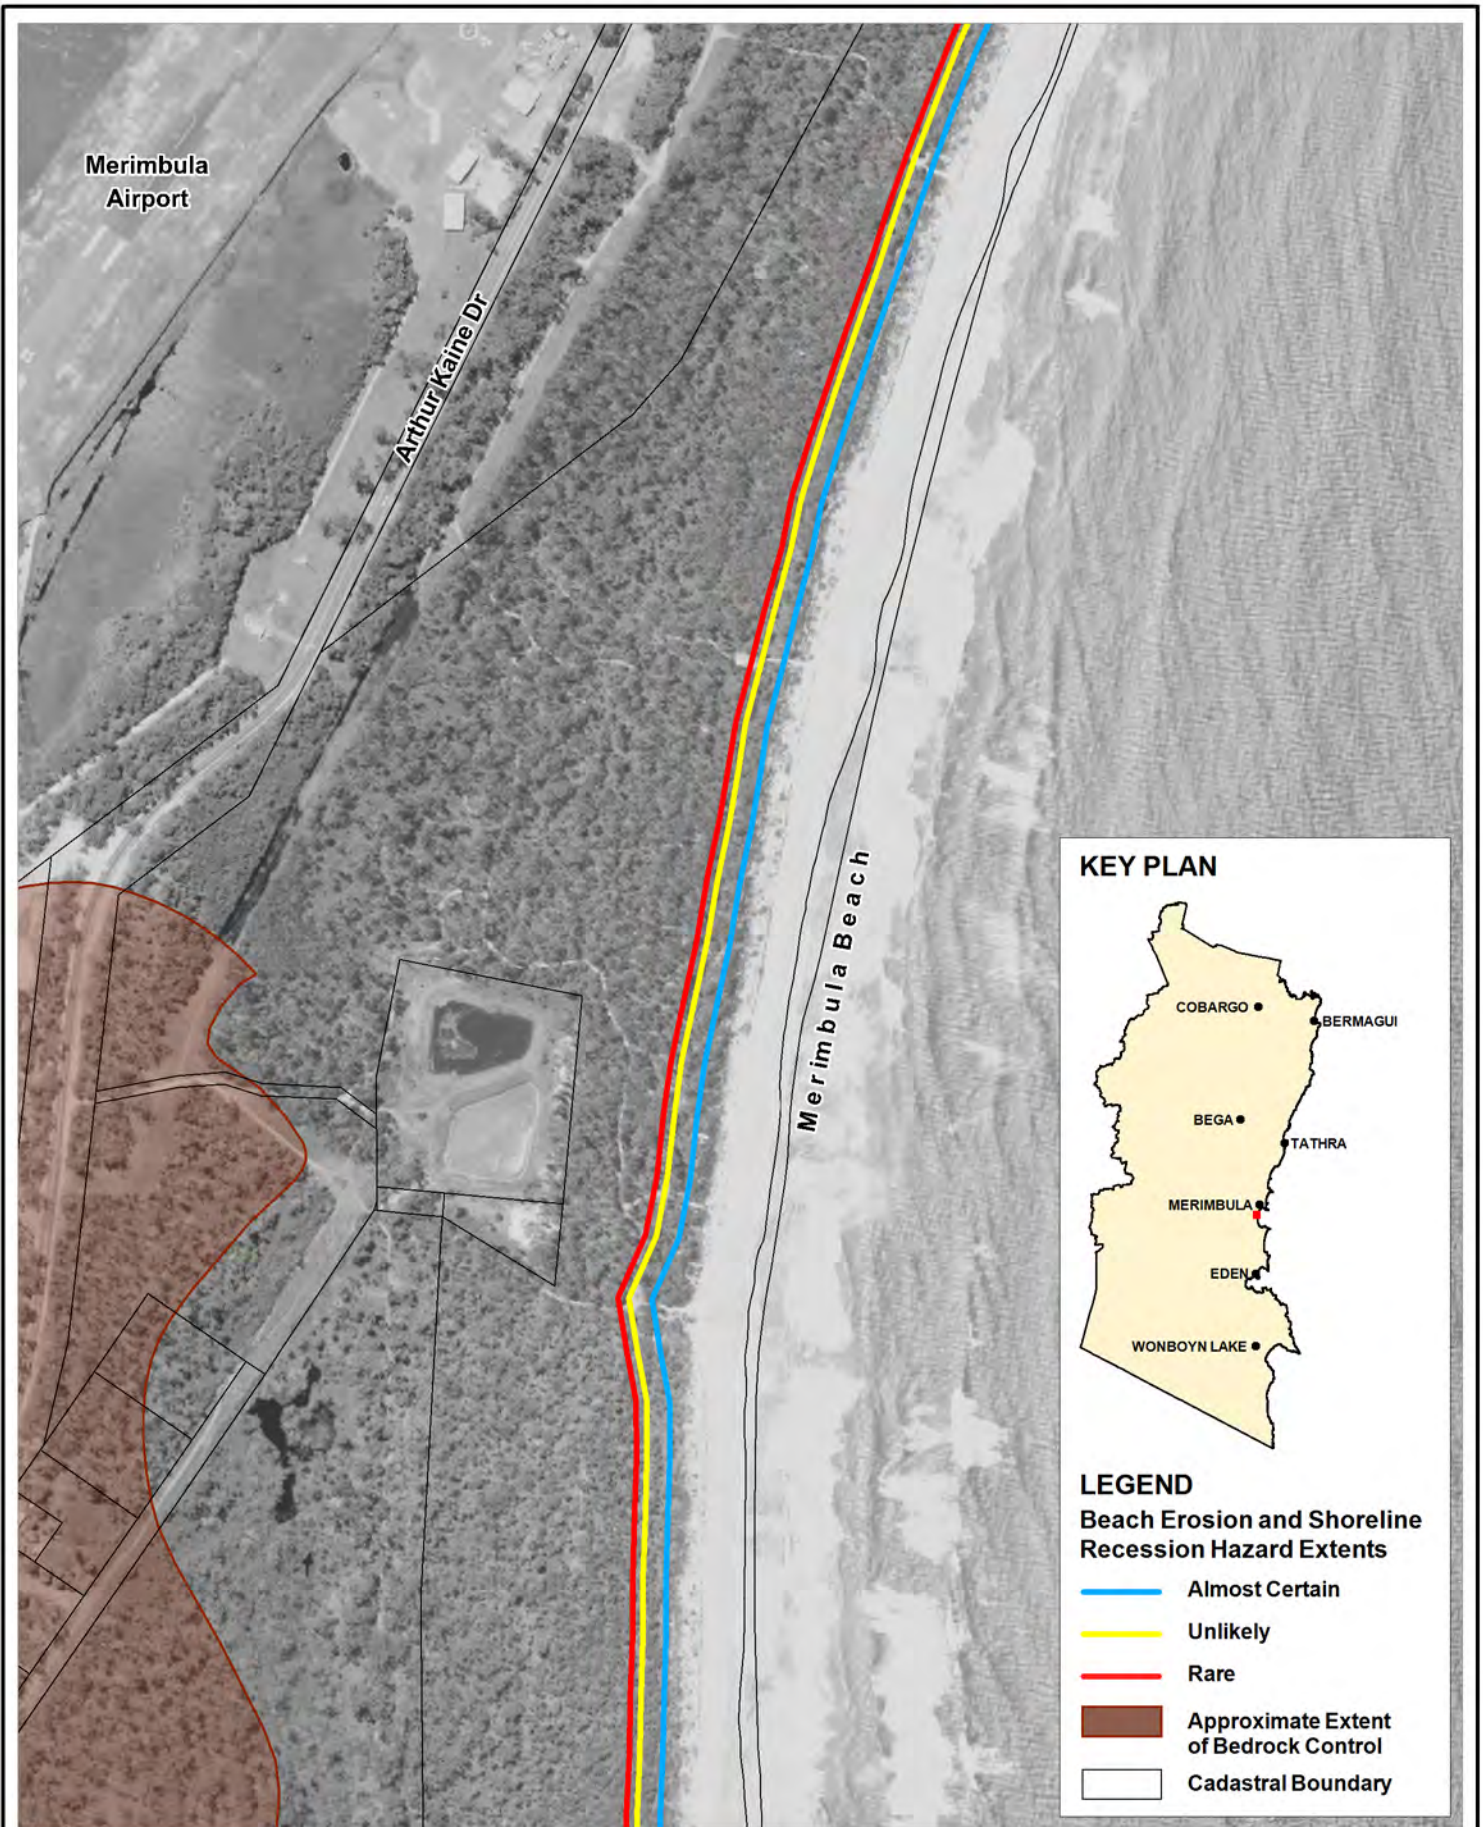 Merimbula
Airport
Arthur Kaine Dr
Merimbula Beach
KEY PLAN
COBARGO
BERMAGUI
BEGA
TATHRA
MERIMBULA
EDEN
WONBOYN LAKE
LEGEND
Beach Erosion and Shoreline
Recession Hazard Extents
Almost Certain
Unlikely
Rare
Approximate Extent
of Bedrock Control
Cadastral Boundary